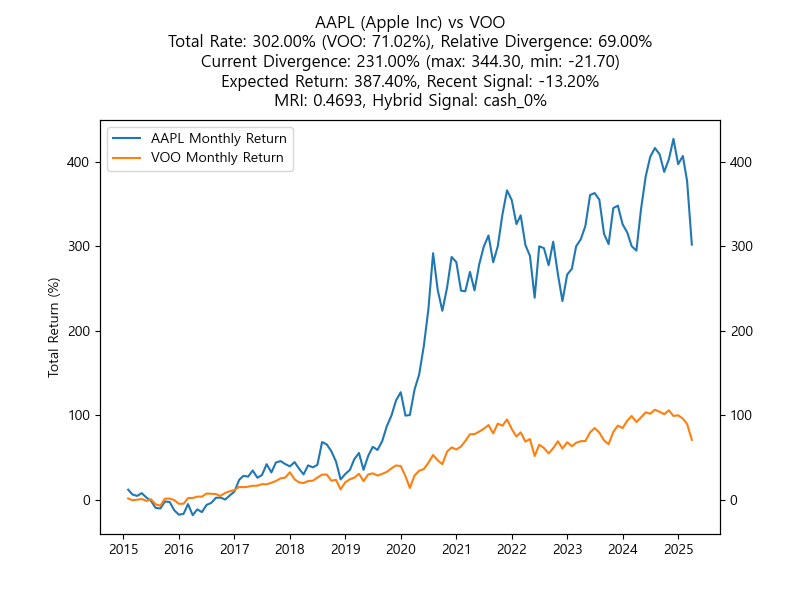 AAPL (Apple Inc) vs VOO
Total Rate: 302.00% (VOO: 71.02%), Relative Divergence: 69.00%
Current Divergence: 231.00% (max: 344.30, min: -21.70)
Expected Return: 387.40%, Recent Signal: -13.20%
MRI: 0.4693, Hybrid Signal: cash_0%
AAPL Monthly Return
VOO Monthly Return
Total Return (%)
400
300
200
100
0
400
300
200
100
0
2015 2016 2017 2018 2019 2020 2021 2022 2023 2024 2025